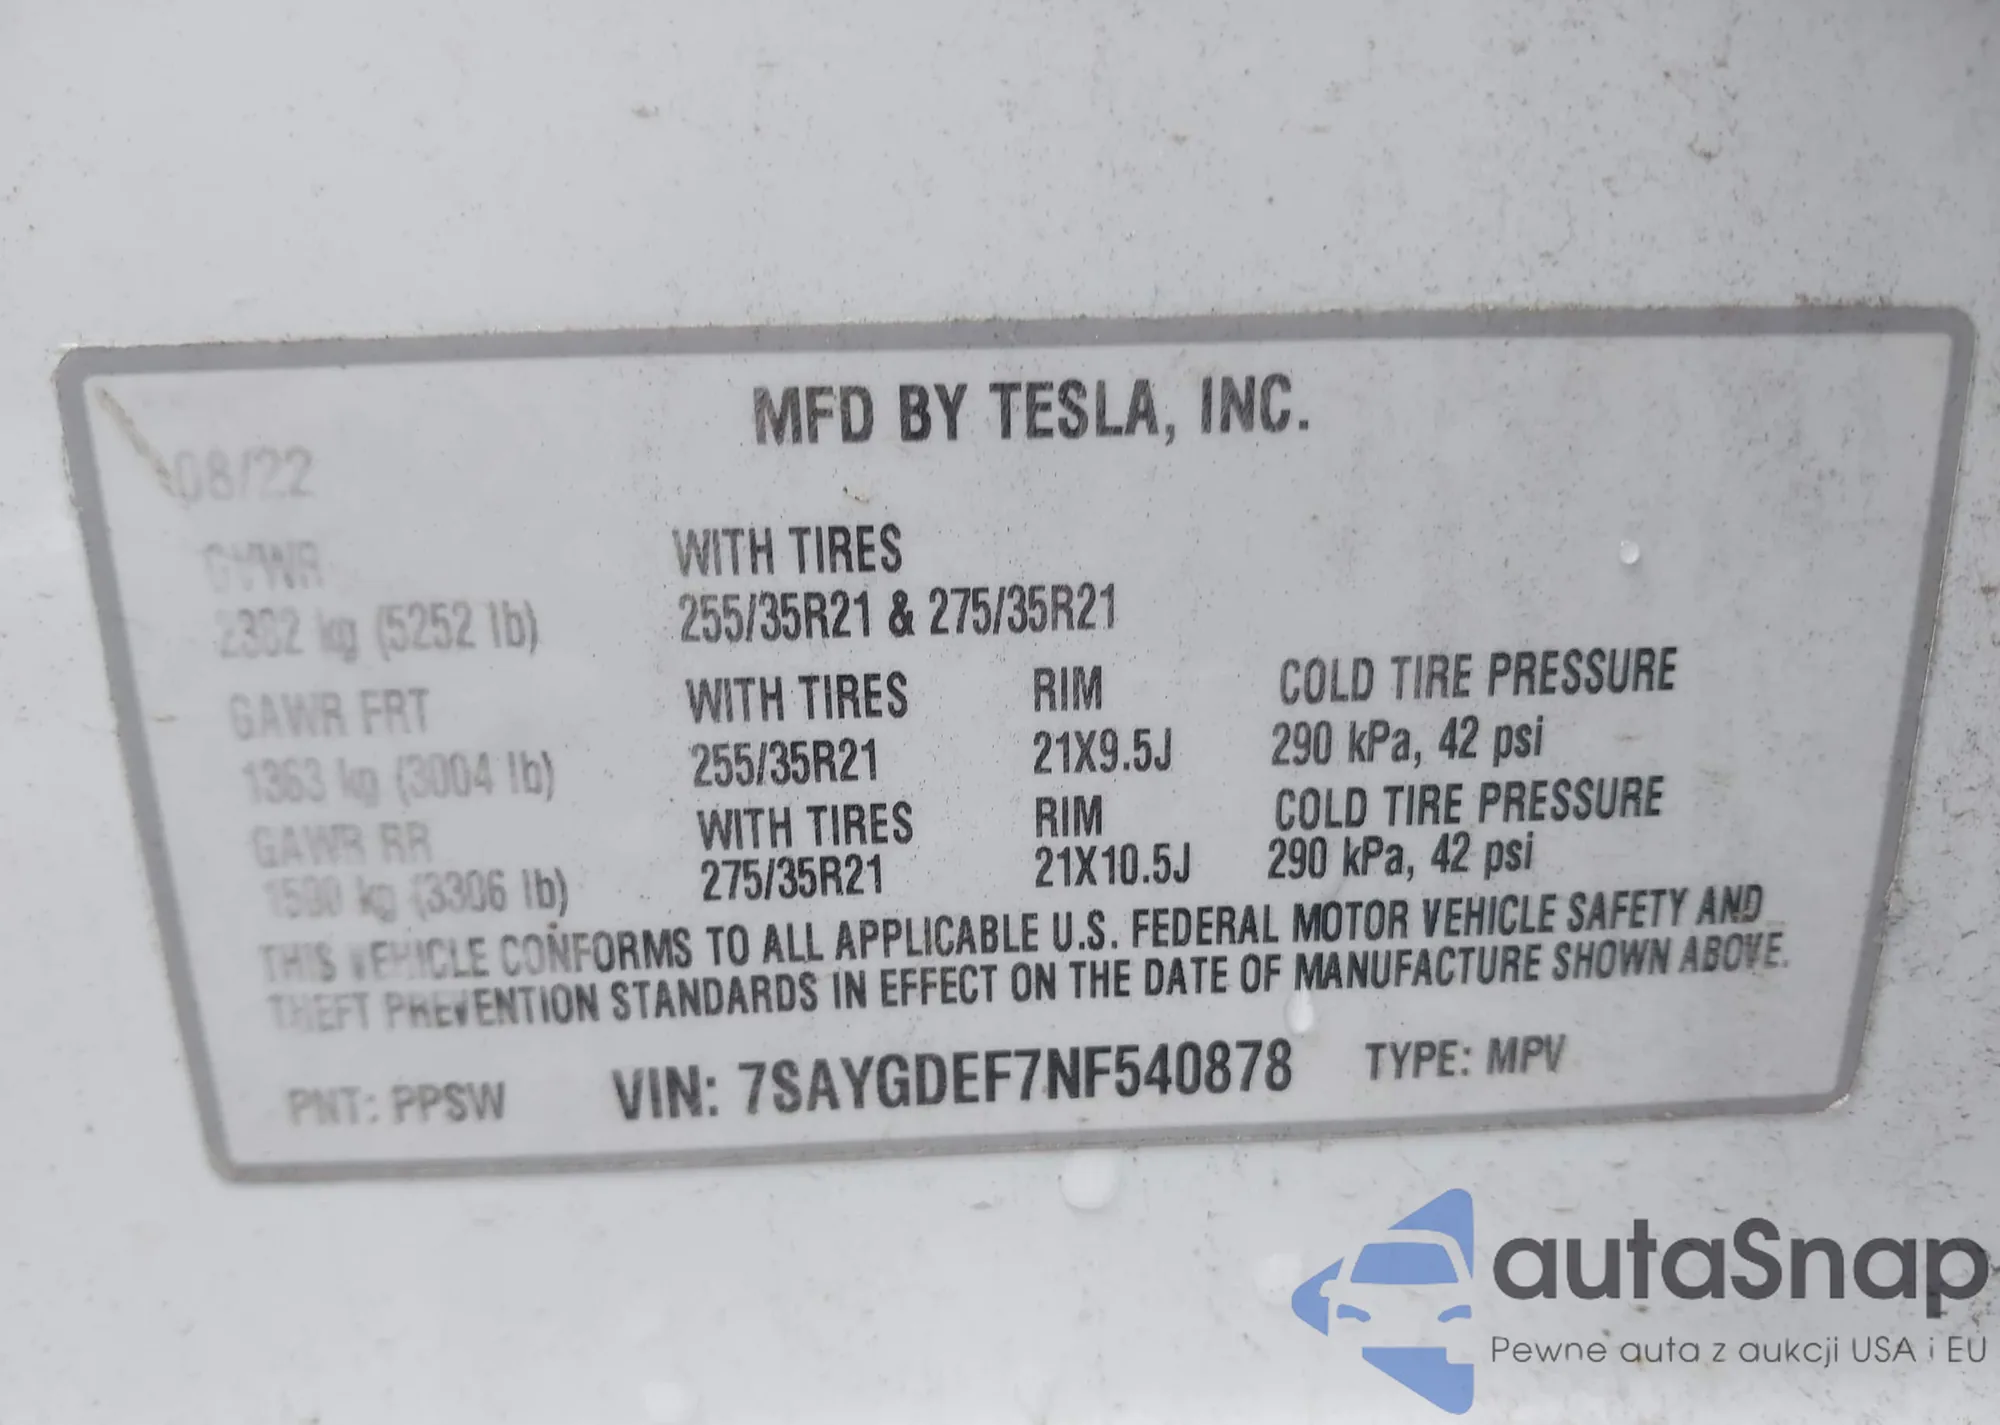 MFD BY TESLA, INC.
08/22
GVWR WITH TIRES
2382 kg (5252 lb) 255/35R21 & 275/35R21
GAWR FRT WITH TIRES RIM COLD TIRE PRESSURE
1363 kg (3004 lb) 255/35R21 21X9.5J 290 kPa, 42 psi
GAWR RR WITH TIRES RIM COLD TIRE PRESSURE
1500 kg (3306 lb) 275/35R21 21X10.5J 290 kPa, 42 psi
THIS VEHICLE CONFORMS TO ALL APPLICABLE U.S. FEDERAL MOTOR VEHICLE SAFETY AND
THEFT PREVENTION STANDARDS IN EFFECT ON THE DATE OF MANUFACTURE SHOWN ABOVE.
PNT: PPSW VIN: 7SAYGDEF7NF540878 TYPE: MPV
autaSnap
Pewne auta z aukcji USA i EU